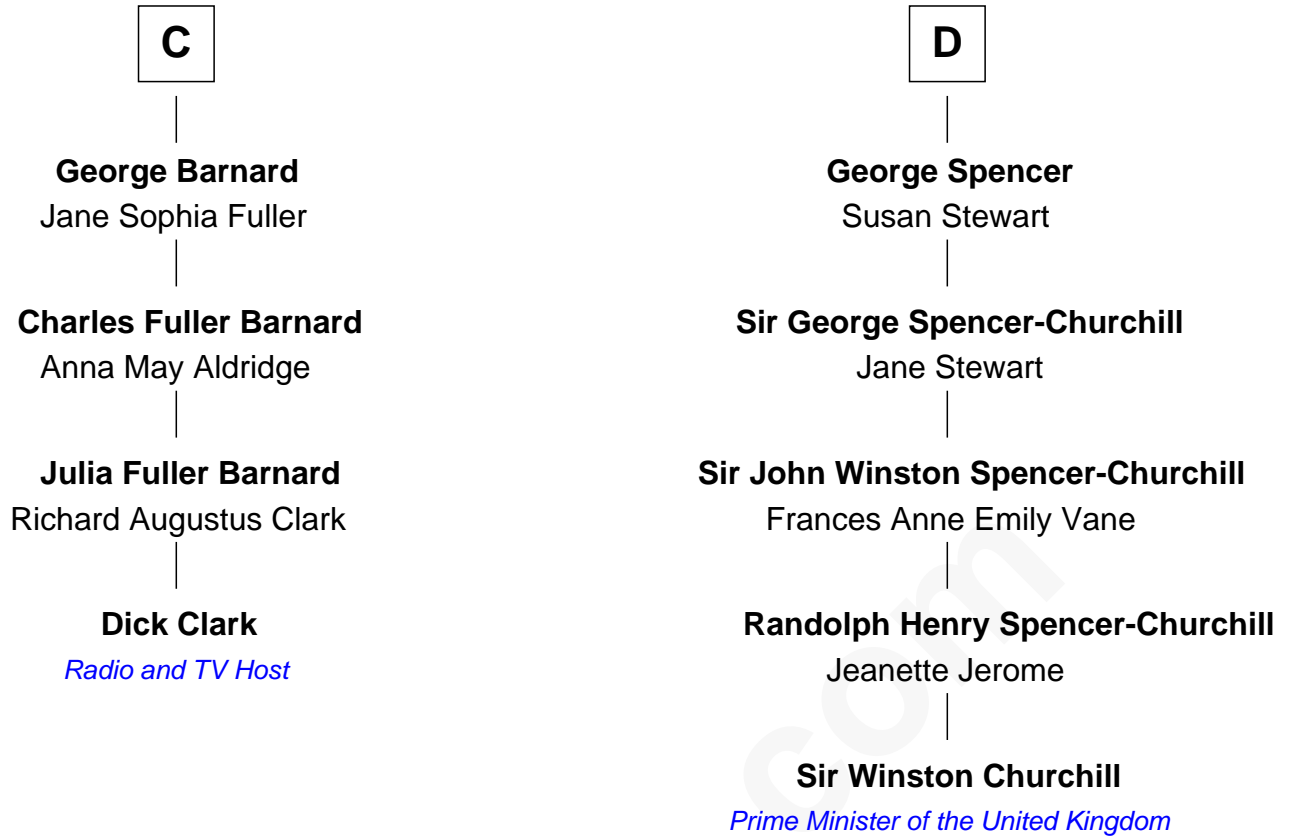 C
George Barnard
Jane Sophia Fuller
Charles Fuller Barnard
Anna May Aldridge
Julia Fuller Barnard
Richard Augustus Clark
Dick Clark
Radio and TV Host
D
George Spencer
Susan Stewart
Sir George Spencer-Churchill
Jane Stewart
Sir John Winston Spencer-Churchill
Frances Anne Emily Vane
Randolph Henry Spencer-Churchill
Jeanette Jerome
Sir Winston Churchill
Prime Minister of the United Kingdom
com